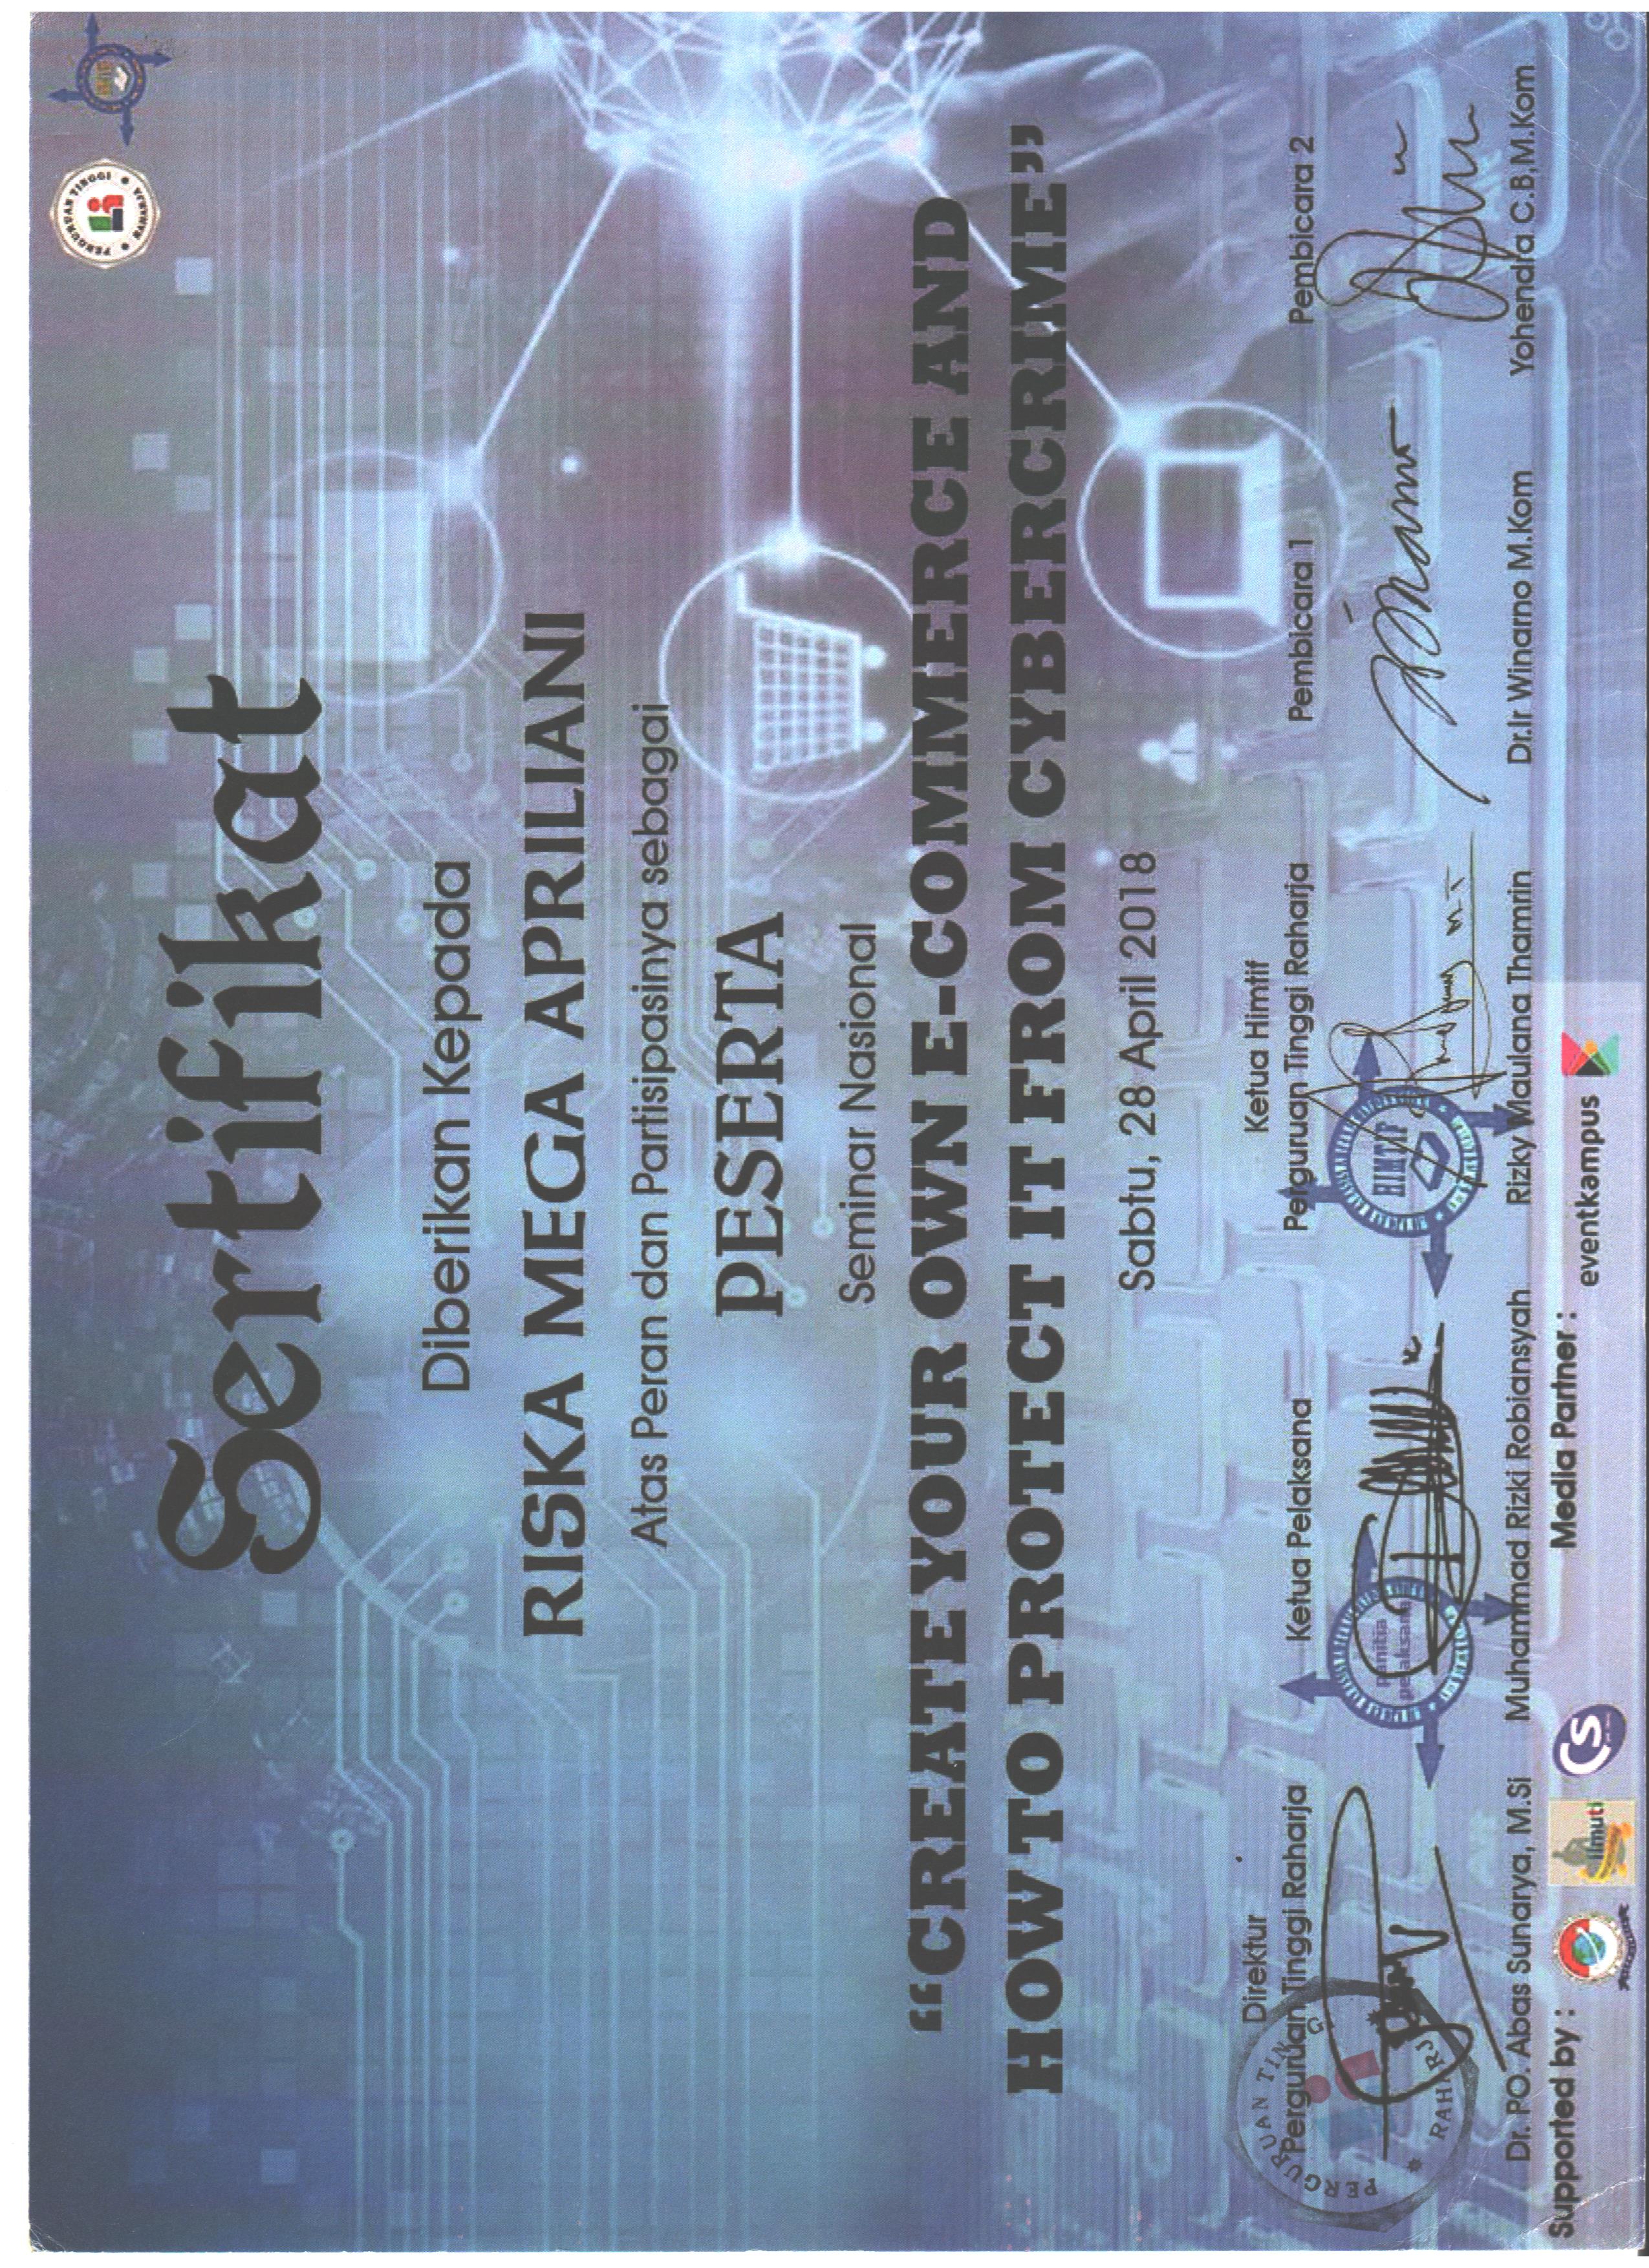 PERGURUAN TINGGI
RAHARJA
Sertifikat
Diberikan Kepada
RISKA MEGA APRILIANI
Atas Peran dan Partisipasinya sebagai
PESERTA
Seminar Nasional
“CREATE YOUR OWN E-COMMERCE AND
HOW TO PROTECT IT FROM CYBERCRIME”
Sabtu, 28 April 2018
Direktur
Perguruan Tinggi Raharja
Ketua Pelaksana
Ketua Himtif
Perguruan Tinggi Raharja
Pembicara 1
Pembicara 2
PERGURUAN TINGGI
RAHARJA
panitia
pelaksana
HIMTIF
Dr. PO. Abas Sunarya, M.Si
Muhammad Rizki Robiansyah
Rizky Maulana Thamrin
Dr.Ir Winarno M.Kom
Yohendra C.B,M.Kom
Supported by :
ilmuti
CS
Media Partner :
eventkampus